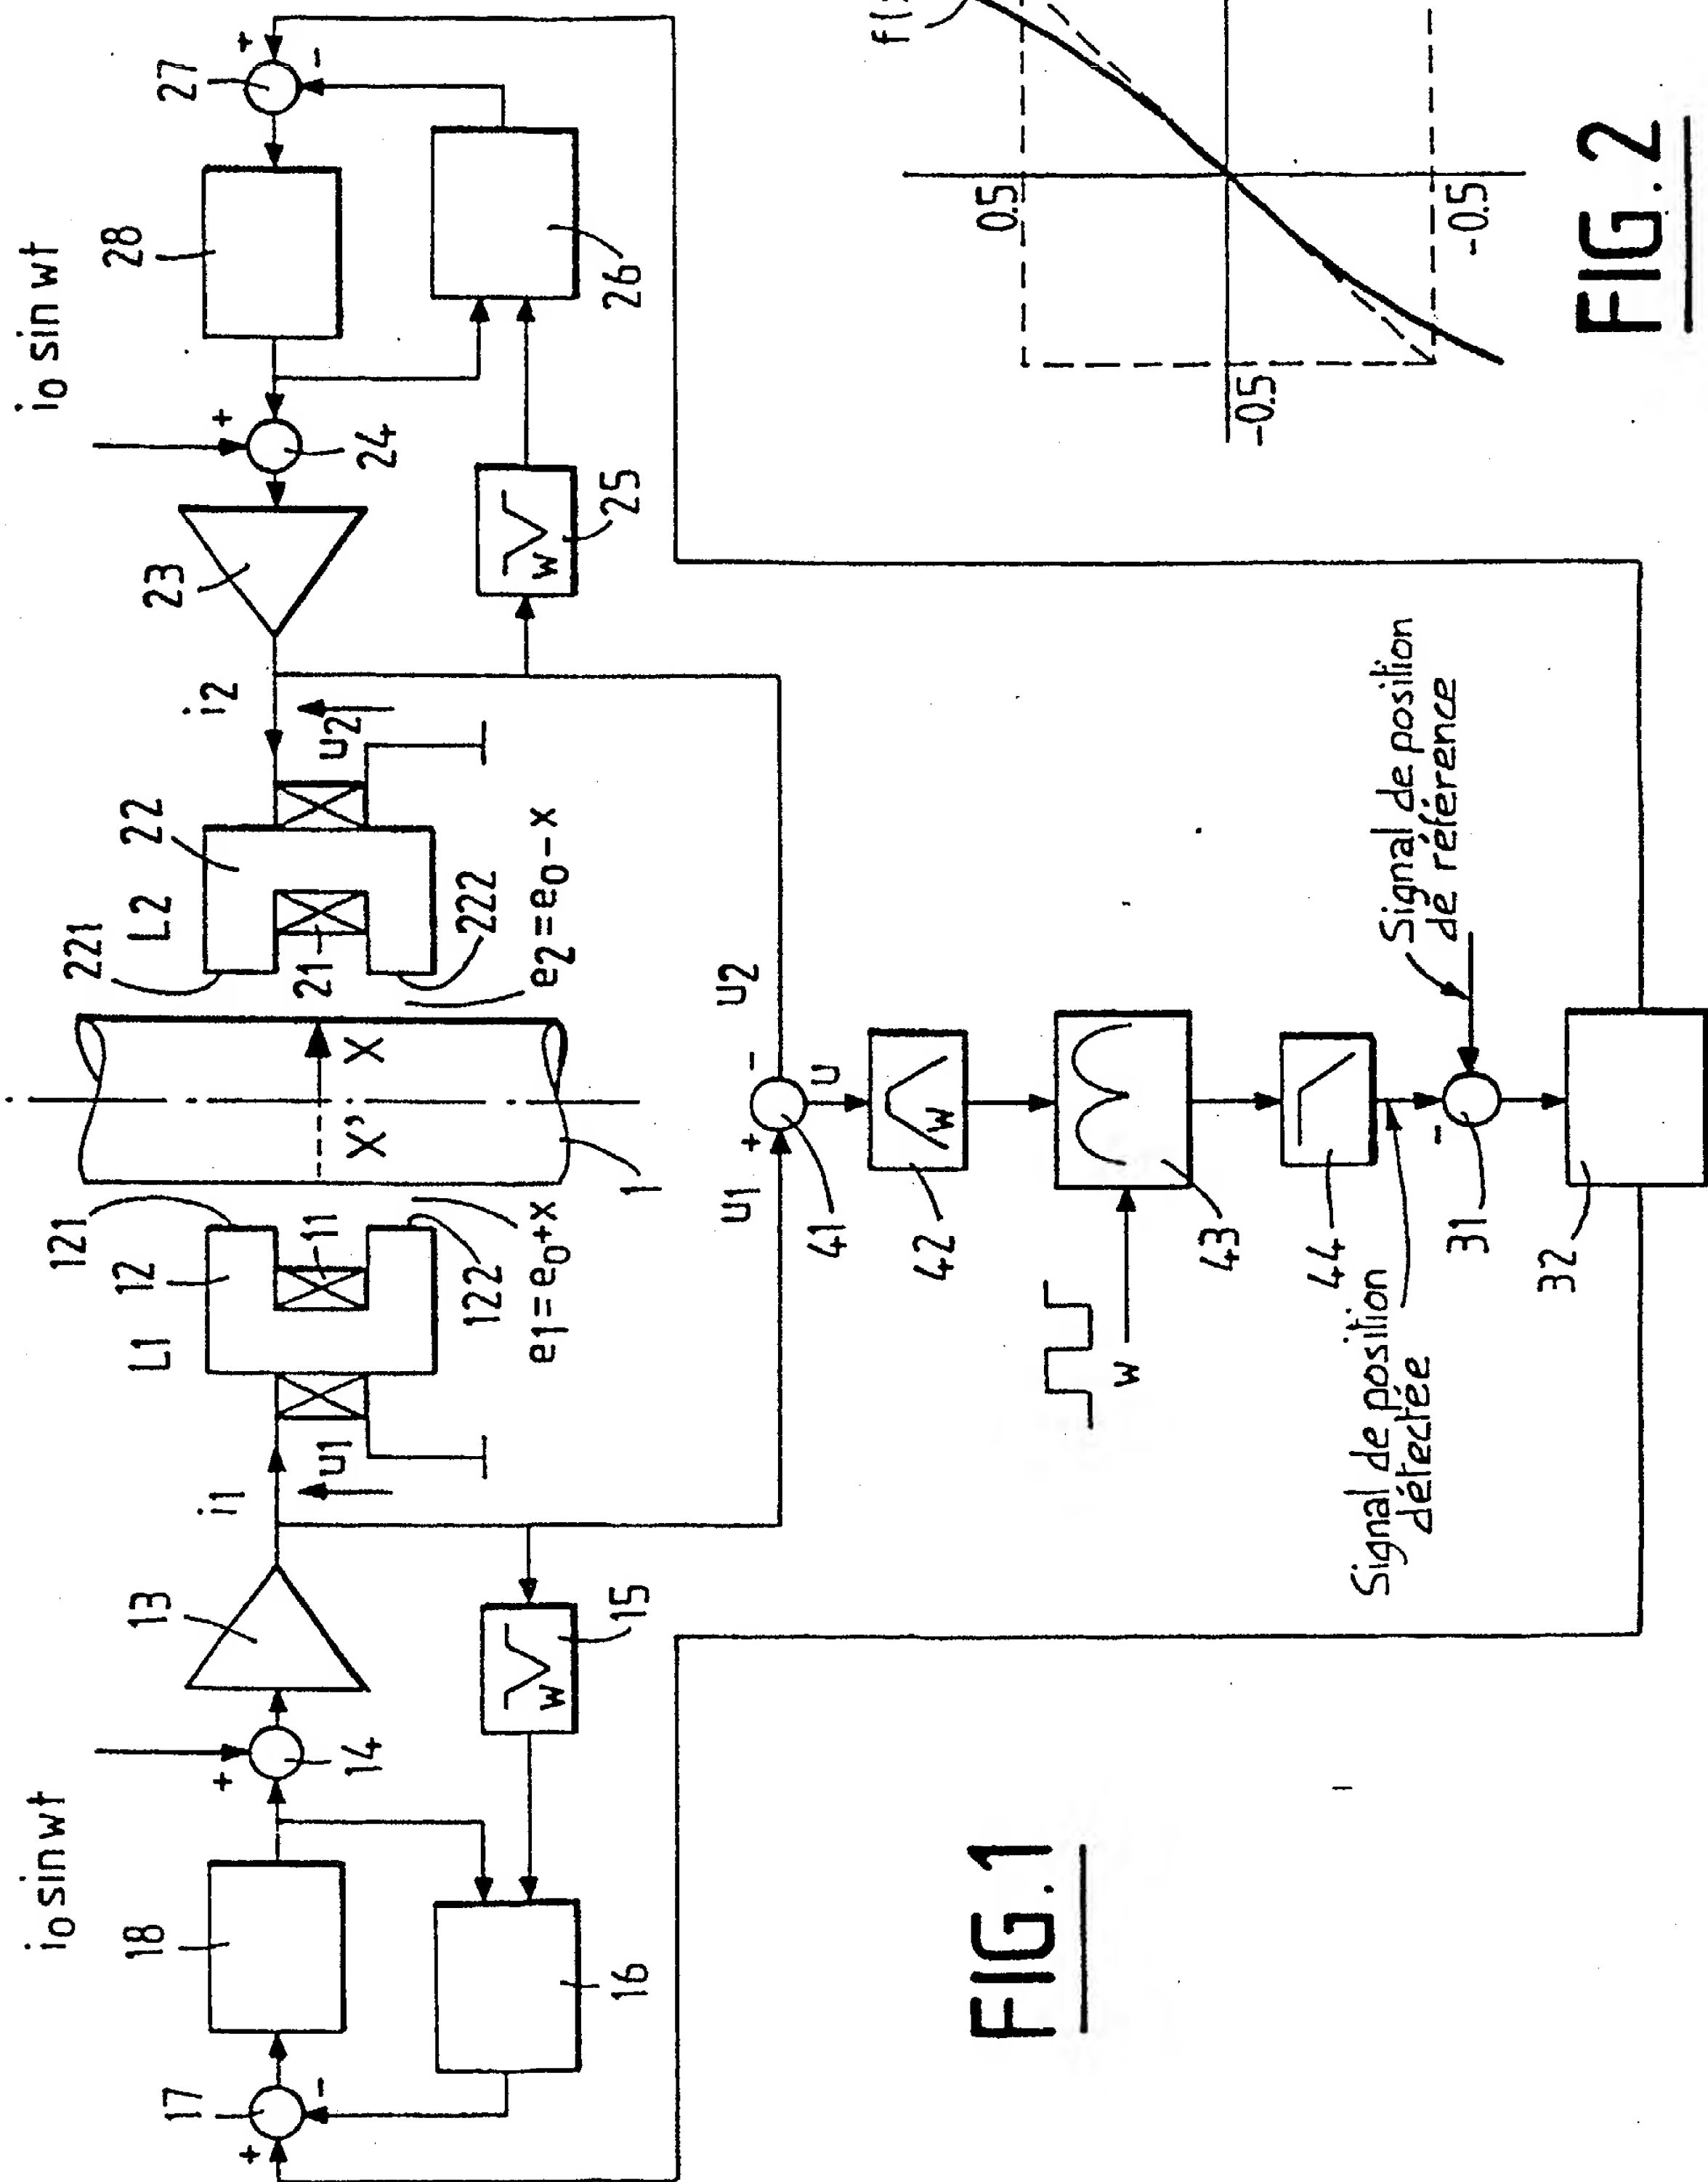 i0 sin wt
i0 sin wt
17
18
14
13
i1
L1
12
121
221
L2
22
i2
23
24
28
27
+
-
+
+
+
-
16
15
w
u1
11
122
e1=e0+x
X'
X
1
21
222
e2=e0-x
u2
25
w
26
u1
u2
+
-
41
u
42
w
43
w
44
Signal de position
détectée
-
31
Signal de position
de référence
32
FIG.1
0.5
-0.5
-0.5
FIG.2